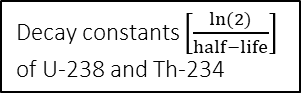 Decay constants [ln(2)/half−life]
of U-238 and Th-234